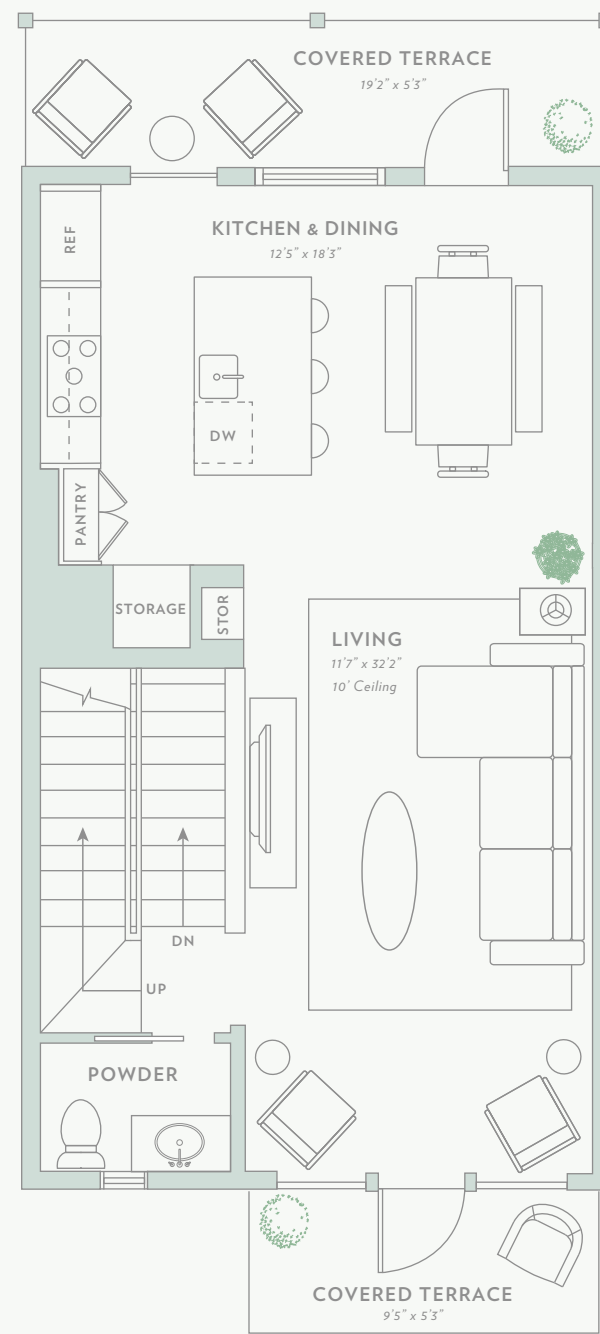 COVERED TERRACE
19'2" x 5'3"
KITCHEN & DINING
12'5" x 18'3"
REF
DW
PANTRY
STORAGE
STOR
LIVING
11'7" x 32'2"
10' Ceiling
DN
UP
POWDER
COVERED TERRACE
9'5" x 5'3"